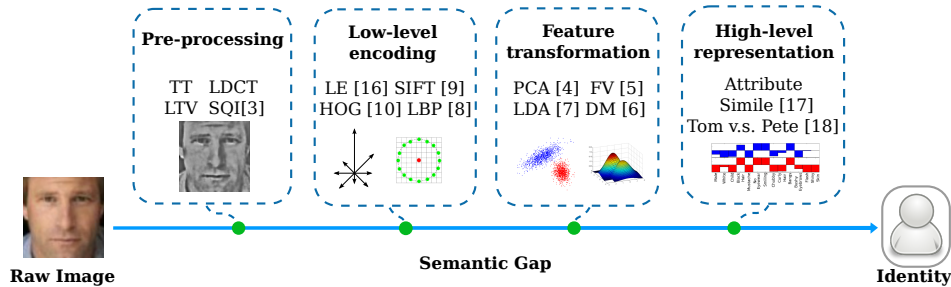 Pre-processing
TT LDCT
LTV SQI[3]
Low-level
encoding
LE [16] SIFT [9]
HOG [10] LBP [8]
Feature
transformation
PCA [4] FV [5]
LDA [7] DM [6]
High-level
representation
Attribute
Simile [17]
Tom v.s. Pete [18]
Raw Image
Semantic Gap
Identity